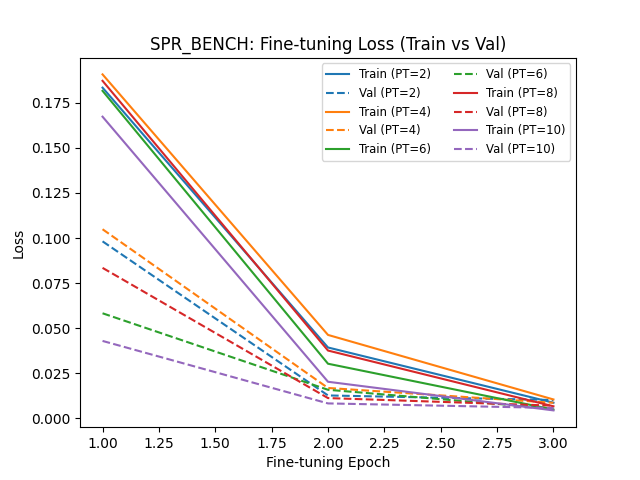 SPR_BENCH: Fine-tuning Loss (Train vs Val)
Train (PT=2)
Val (PT=2)
Train (PT=4)
Val (PT=4)
Train (PT=6)
Val (PT=6)
Train (PT=8)
Val (PT=8)
Train (PT=10)
Val (PT=10)
Loss
0.175
0.150
0.125
0.100
0.075
0.050
0.025
0.000
1.00
1.25
1.50
1.75
2.00
2.25
2.50
2.75
3.00
Fine-tuning Epoch